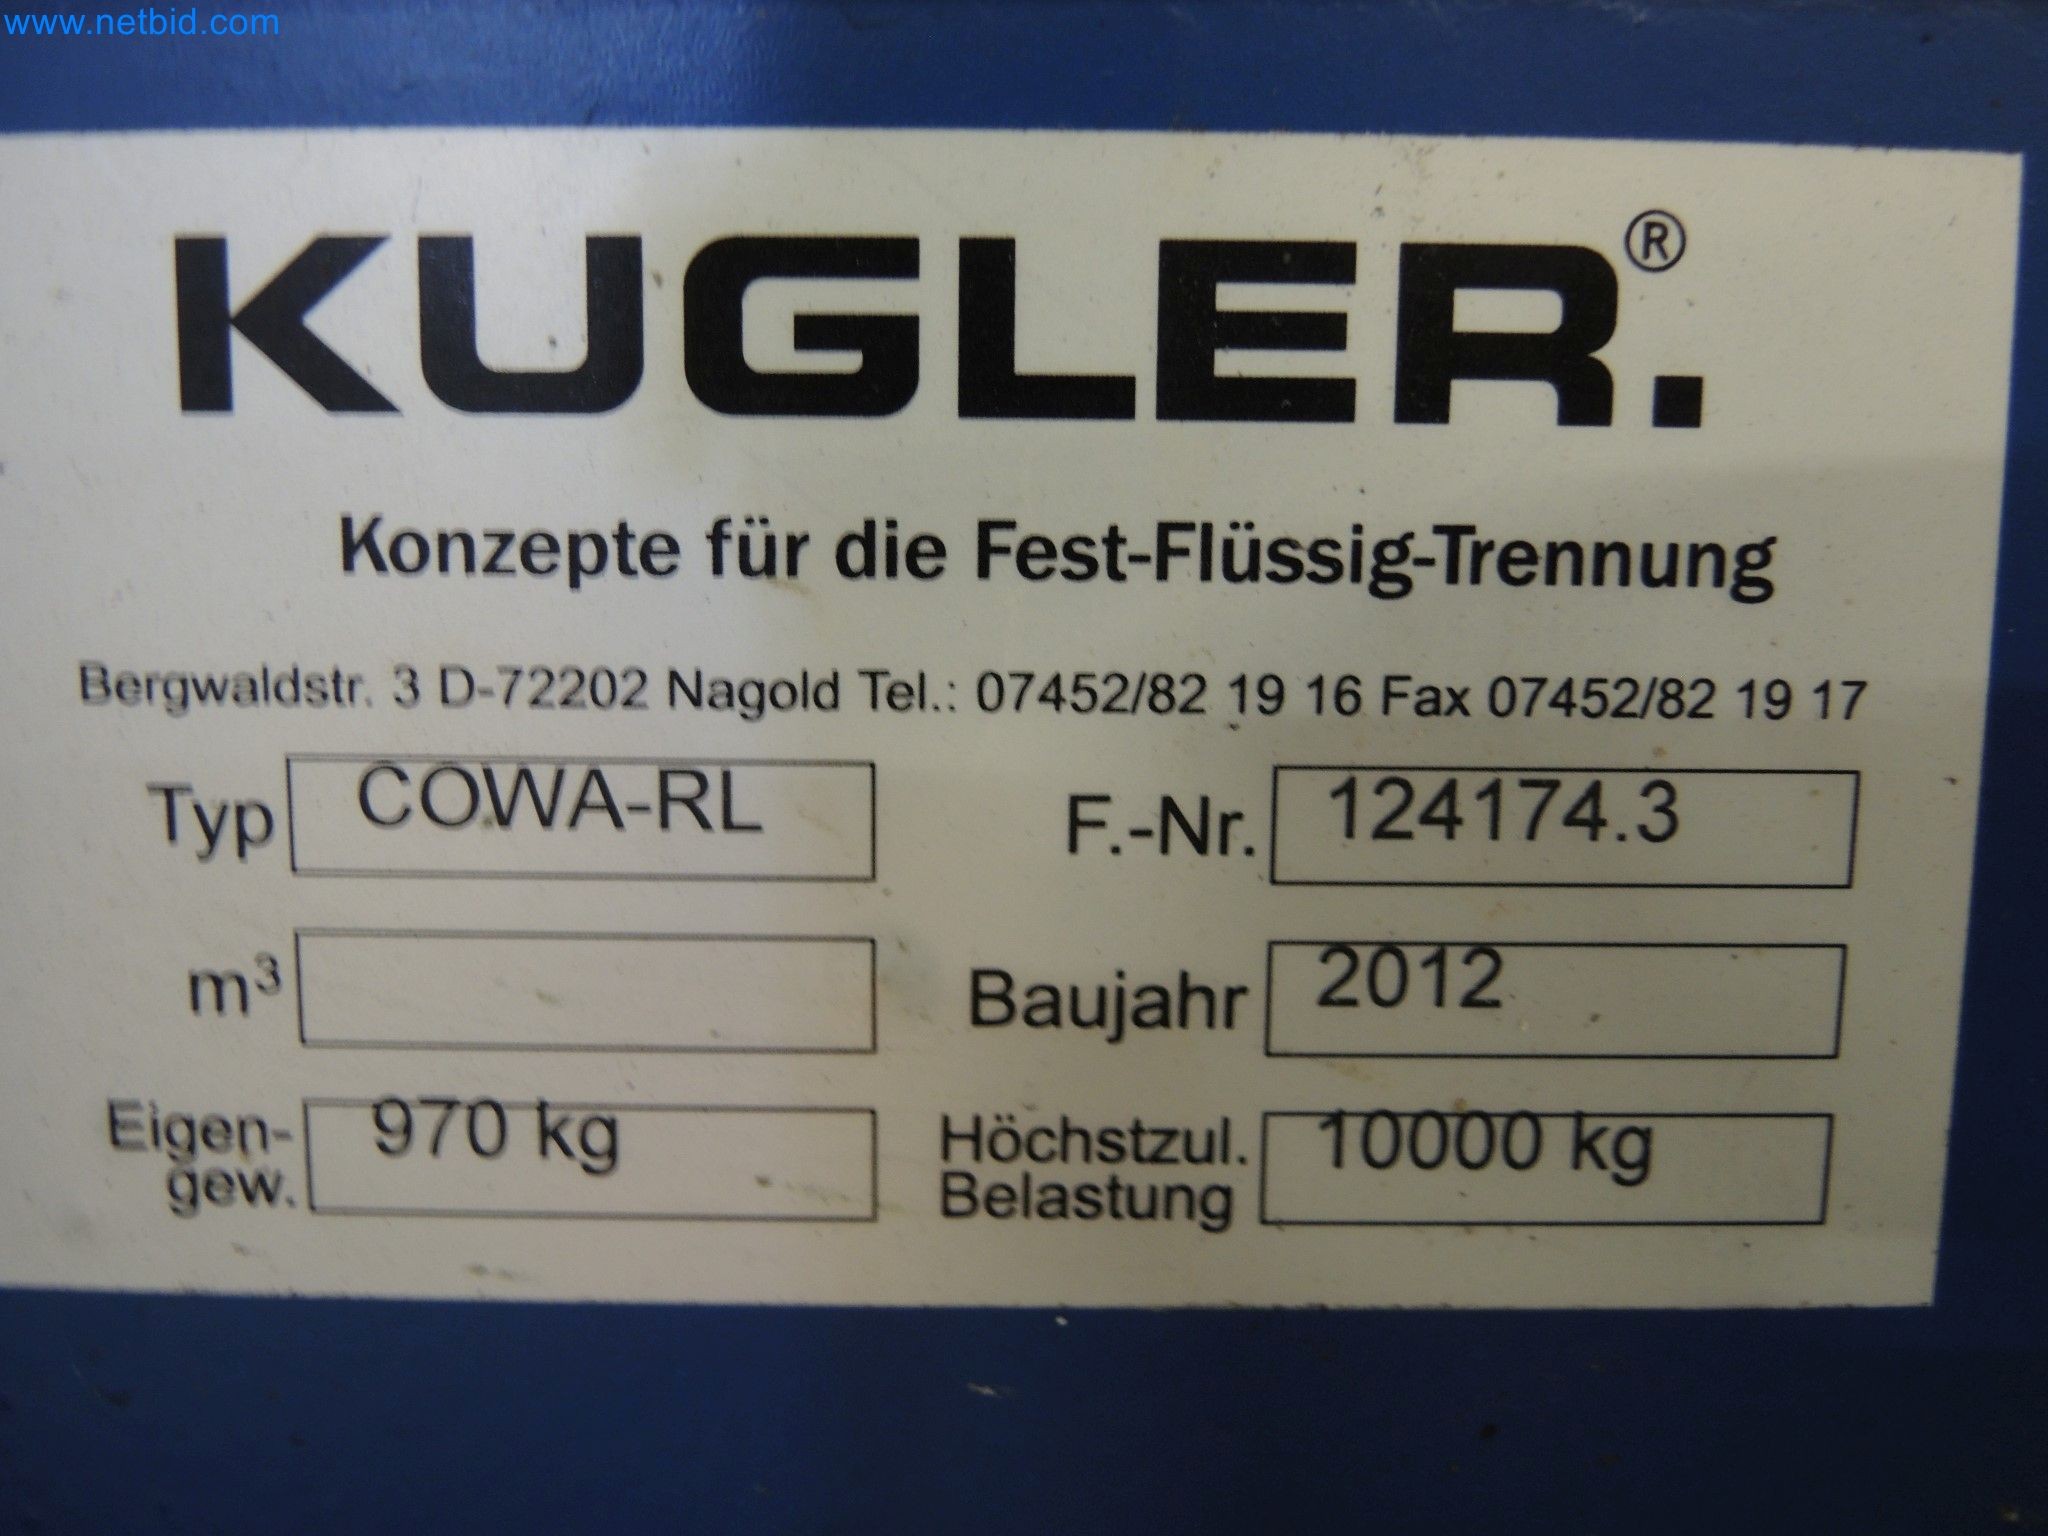 www.netbid.com
KUGLER.®
Konzepte für die Fest-Flüssig-Trennung
Bergwaldstr. 3 D-72202 Nagold Tel.: 07452/82 19 16 Fax 07452/82 19 17
Typ COWA-RL F.-Nr. 124174.3
m³ Baujahr 2012
Eigen- 970 kg Höchstzul. 10000 kg
gew. Belastung